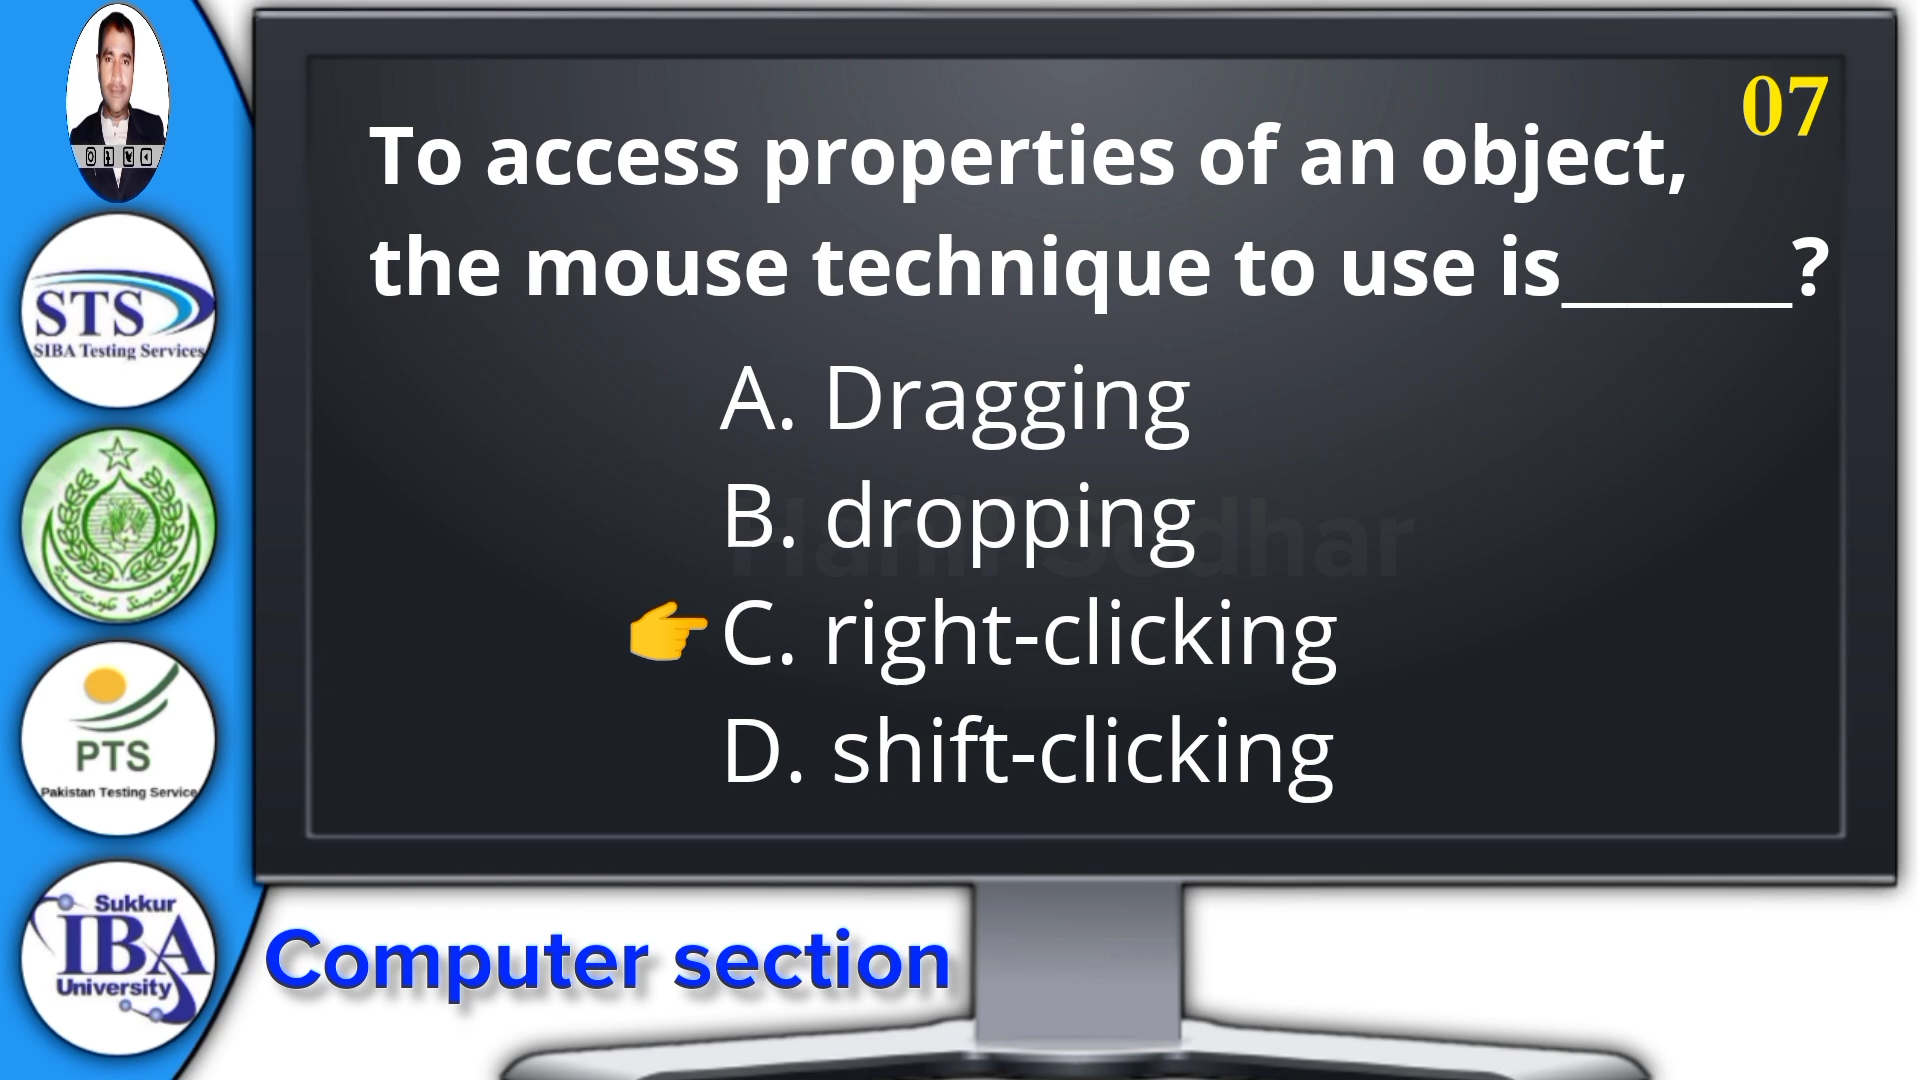 07
To access properties of an object,
the mouse technique to use is_______?
A. Dragging
B. dropping
C. right-clicking
D. shift-clicking
STS
SIBA Testing Services
PTS
Pakistan Testing Service
Sukkur
IBA
University
Computer section